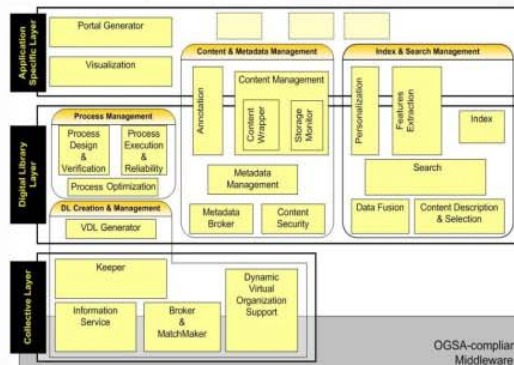 Application
Specific Layer
Portal Generator
Visualization
Content & Metadata Management
Annotation
Content Management
Content
Wrapper
Storage
Monitor
Metadata
Management
Metadata
Broker
Content
Security
Index & Search Management
Personalization
Features
Extraction
Index
Search
Data Fusion
Content Description
& Selection
Digital Library
Layer
Process Management
Process
Design
&
Verification
Process
Execution
&
Reliability
Process Optimization
DL Creation & Management
VDL Generator
Collective Layer
Keeper
Information
Service
Broker
&
MatchMaker
Dynamic
Virtual
Organization
Support
OGSA-complian
Middleware